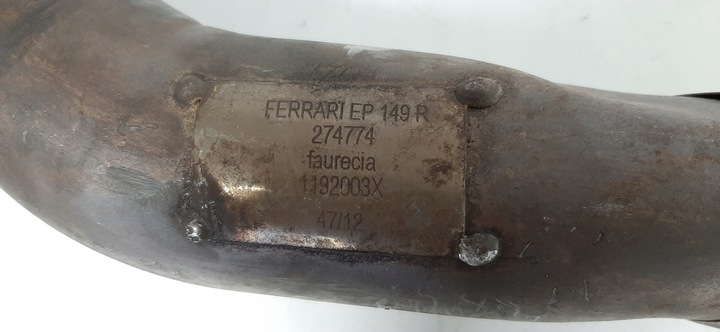 FERRARI EP 149 R
274774
faurecia
1192003X
47/12